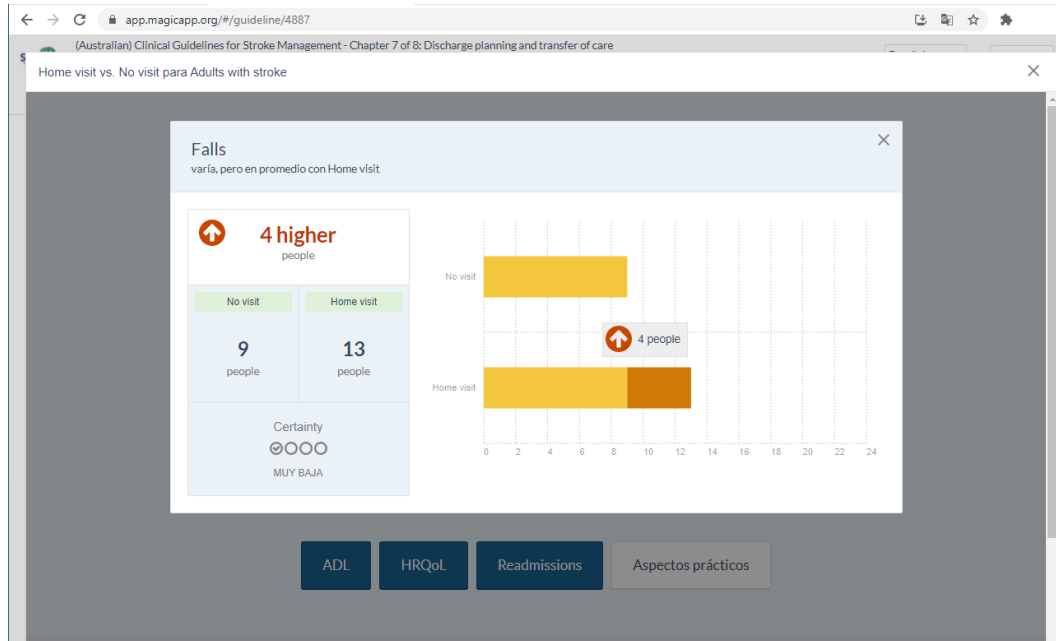 app.magicapp.org/#/guideline/4887
(Australian) Clinical Guidelines for Stroke Management - Chapter 7 of 8: Discharge planning and transfer of care
Home visit vs. No visit para Adults with stroke
Falls
varía, pero en promedio con Home visit
4 higher
people
No visit
Home visit
9
13
people
people
Certainty
MUY BAJA
No visit
4 people
Home visit
0 2 4 6 8 10 12 14 16 18 20 22 24
ADL
HRQoL
Readmissions
Aspectos prácticos